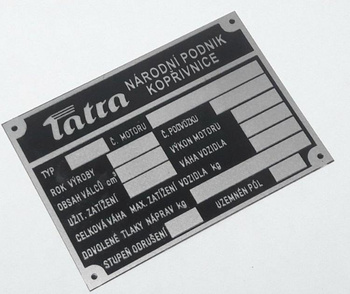 Tatra
NÁRODNÍ PODNIK
KOPŘIVNICE
TYP Č. MOTORU
ROK VÝROBY Č. PODVOZKU
OBSAH VÁLCŮ cm³ VÝKON MOTORU
UŽIT. ZATÍŽENÍ VÁHA VOZIDLA
CELKOVÁ VÁHA MAX. ZATÍŽENÍ VOZIDLA kg
DOVOLENÉ TLAKY NÁPRAV kg
STUPEŇ ODRUŠENÍ UZEMNĚN PÓL